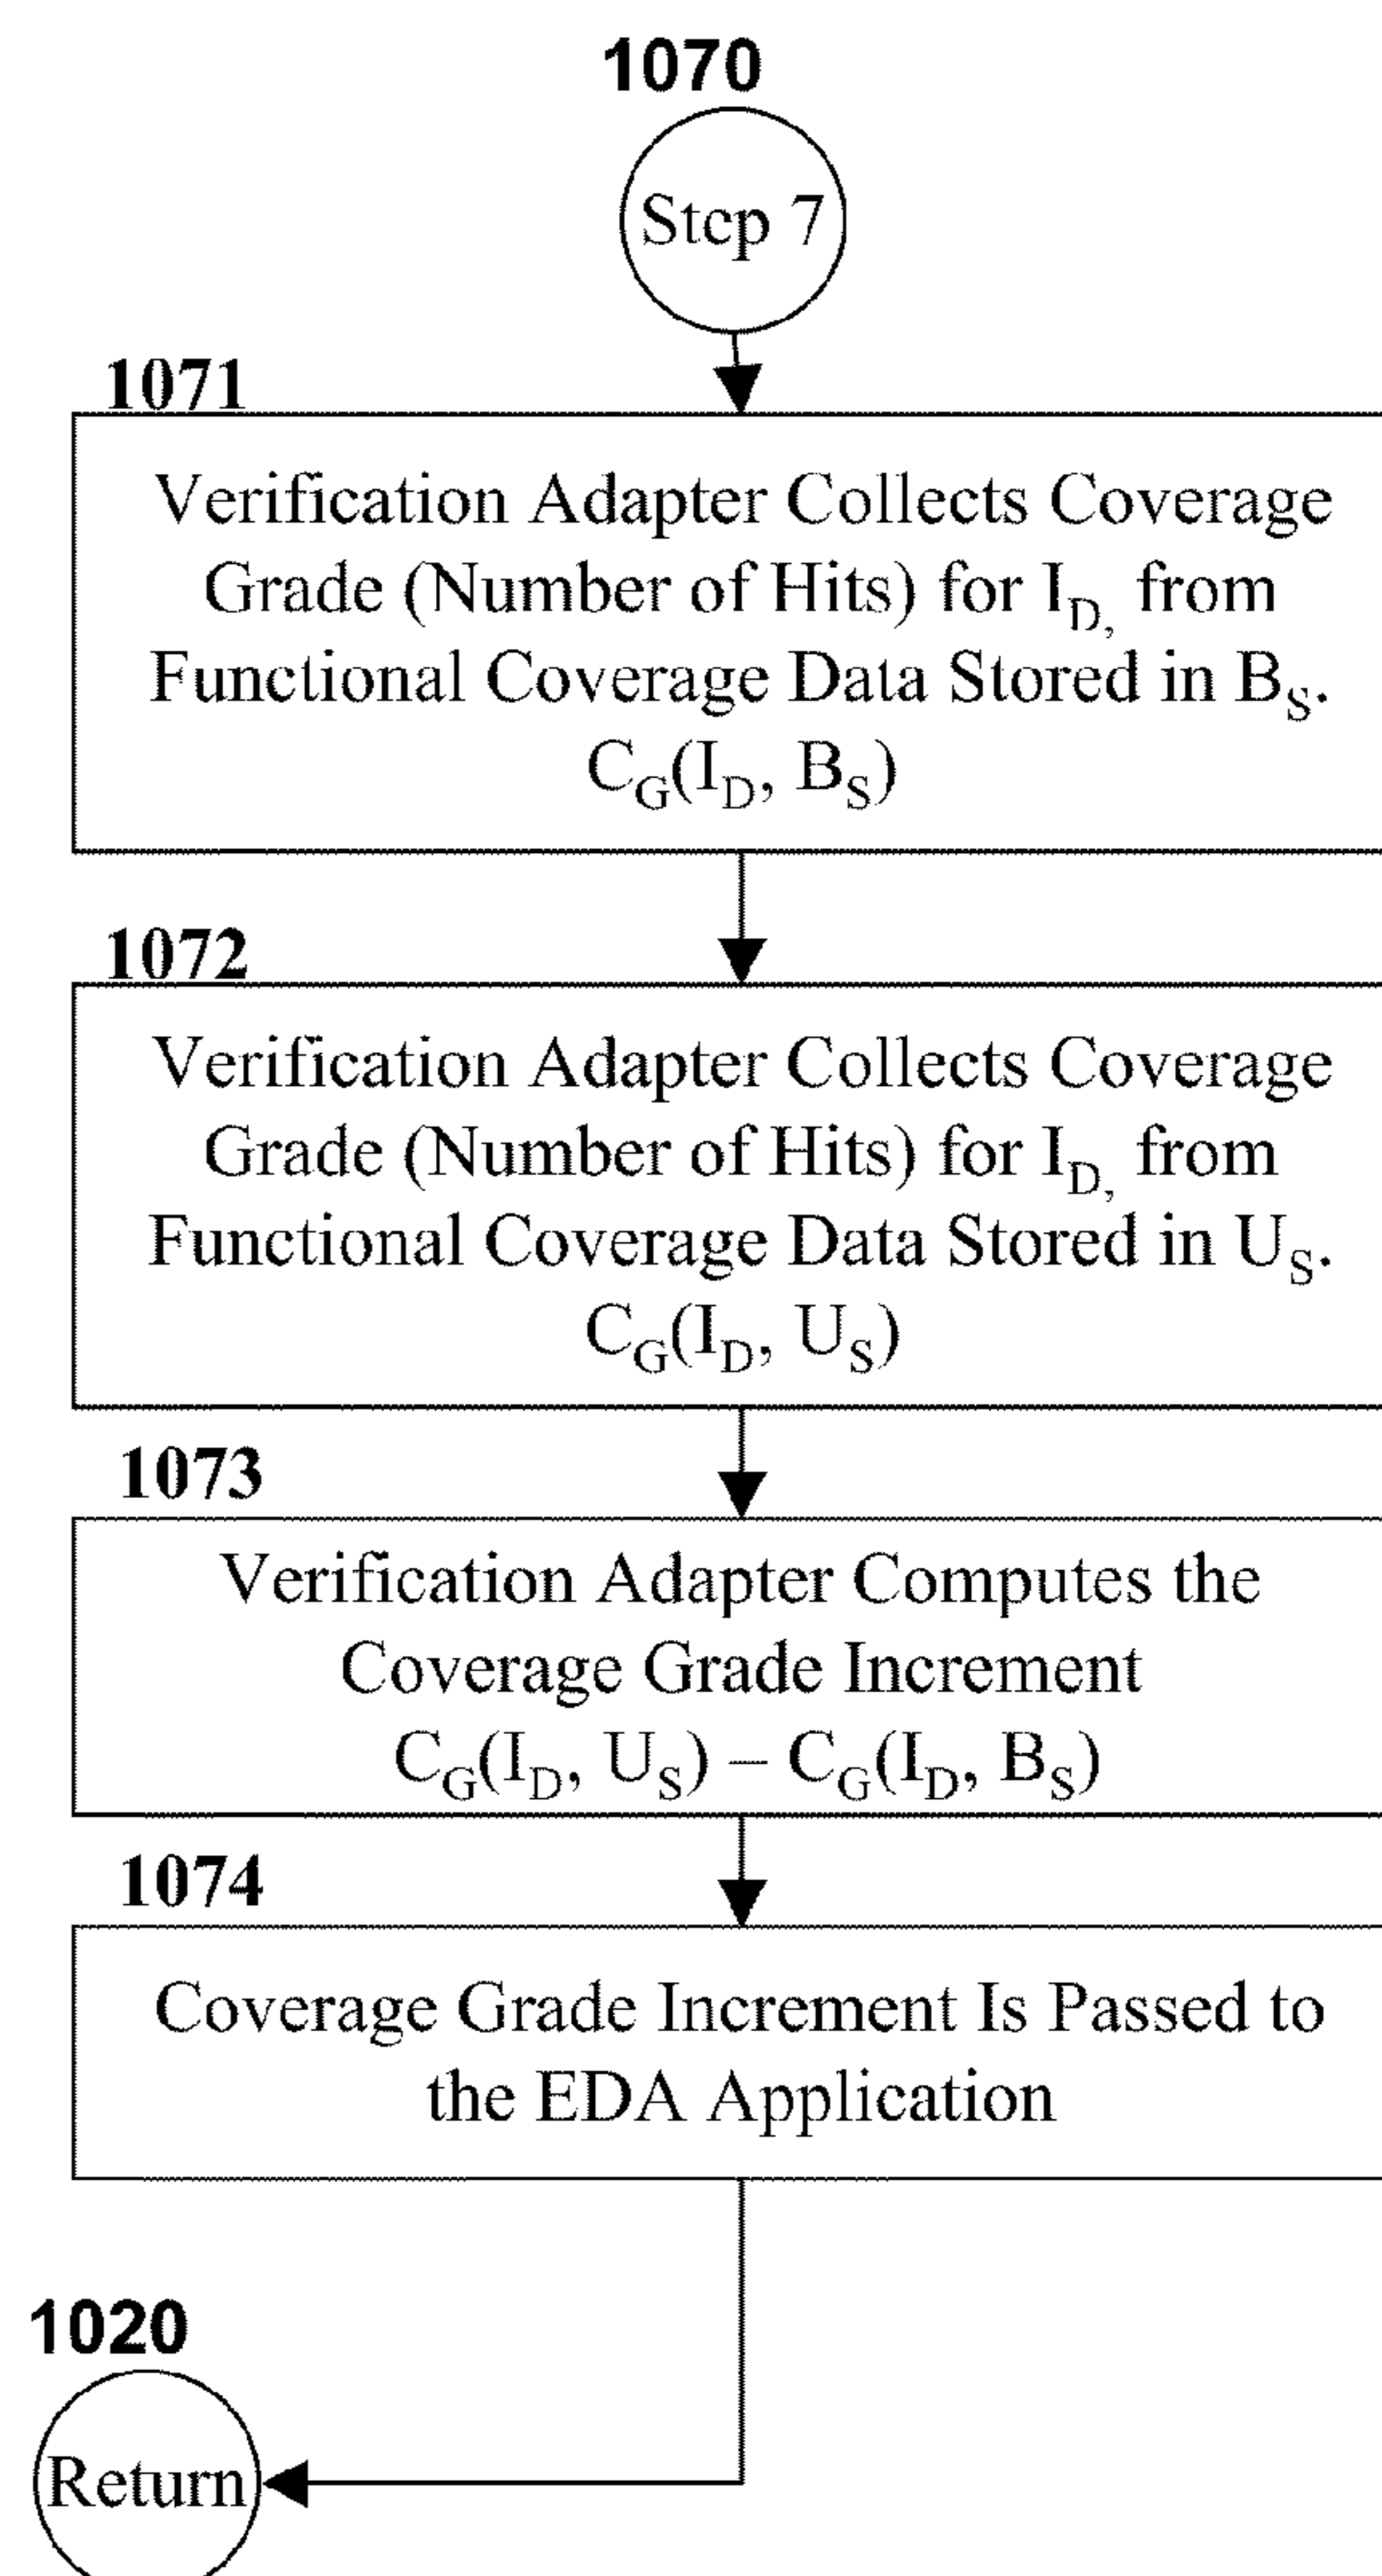 1070
Step 7
1071
Verification Adapter Collects Coverage
Grade (Number of Hits) for I_D, from
Functional Coverage Data Stored in B_S.
C_G(I_D, B_S)
1072
Verification Adapter Collects Coverage
Grade (Number of Hits) for I_D, from
Functional Coverage Data Stored in U_S.
C_G(I_D, U_S)
1073
Verification Adapter Computes the
Coverage Grade Increment
C_G(I_D, U_S) – C_G(I_D, B_S)
1074
Coverage Grade Increment Is Passed to
the EDA Application
1020
Return